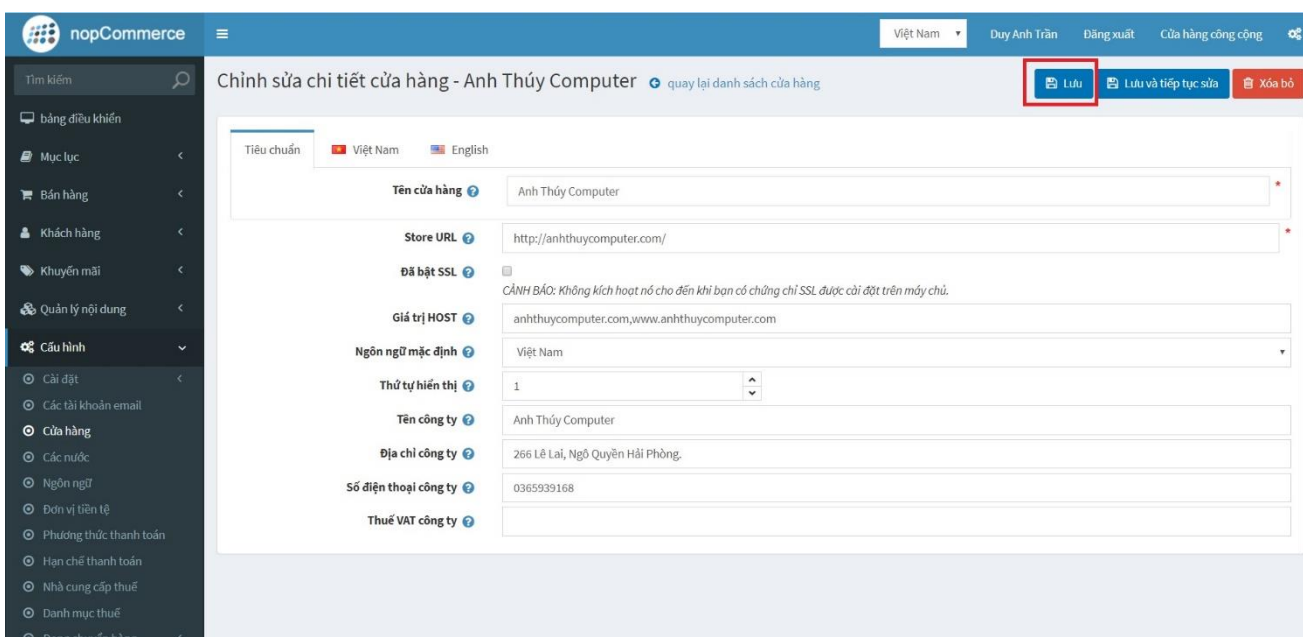 nopCommerce
Việt Nam
Duy Anh Trần
Đăng xuất
Cửa hàng công cộng
Tìm kiếm
Chỉnh sửa chi tiết cửa hàng - Anh Thúy Computer quay lại danh sách cửa hàng
Lưu
Lưu và tiếp tục sửa
Xóa bỏ
bảng điều khiển
Mục lục
Bán hàng
Khách hàng
Khuyến mãi
Quản lý nội dung
Cấu hình
Cài đặt
Các tài khoản email
Cửa hàng
Các nước
Ngôn ngữ
Đơn vị tiền tệ
Phương thức thanh toán
Hạn chế thanh toán
Nhà cung cấp thuế
Danh mục thuế
Tiêu chuẩn
Việt Nam
English
Tên cửa hàng Anh Thúy Computer *
Store URL http://anhthuycomputer.com/ *
Đã bật SSL
CẢNH BÁO: Không kích hoạt nó cho đến khi bạn có chứng chỉ SSL được cài đặt trên máy chủ.
Giá trị HOST anhthuycomputer.com,www.anhthuycomputer.com
Ngôn ngữ mặc định Việt Nam
Thứ tự hiển thị 1
Tên công ty Anh Thúy Computer
Địa chỉ công ty 266 Lê Lai, Ngô Quyền Hải Phòng.
Số điện thoại công ty 0365939168
Thuế VAT công ty